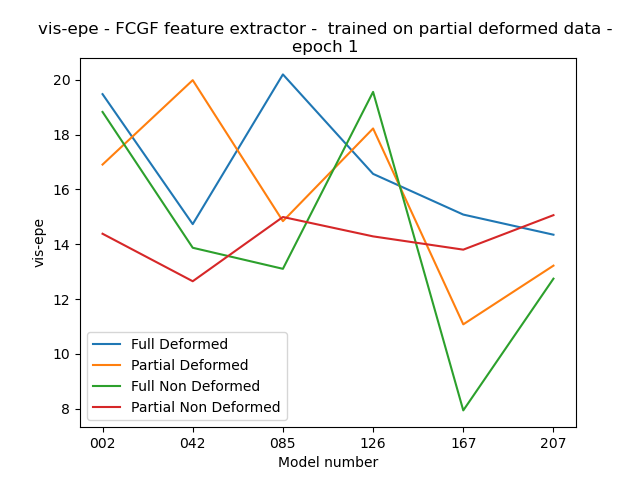 vis-epe - FCGF feature extractor -  trained on partial deformed data -
epoch 1
20
18
16
14
12
10
8
vis-epe
Full Deformed
Partial Deformed
Full Non Deformed
Partial Non Deformed
002 042 085 126 167 207
Model number